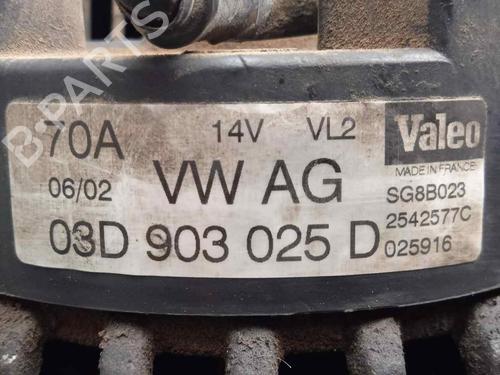 B-PARTS
70A 14V VL2 Valeo
MADE IN FRANCE
06/02 VW AG SG8B023
2542577C
03D 903 025 D 025916